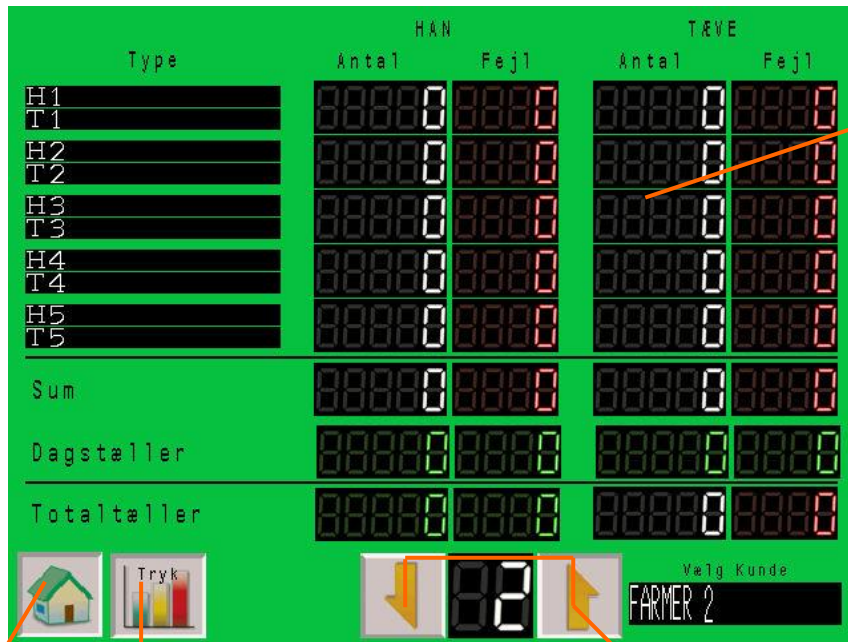 HAN TÆVE
Type Antal Fejl Antal Fejl
H1 0 0 0 0
T1
H2 0 0 0 0
T2
H3 0 0 0 0
T3
H4 0 0 0 0
T4
H5 0 0 0 0
T5
Sum 0 0 0 0
Dagstæller 0 0 0 0
Totaltæller 0 0 0 0
Tryk
2
Vælg Kunde
FARMER 2